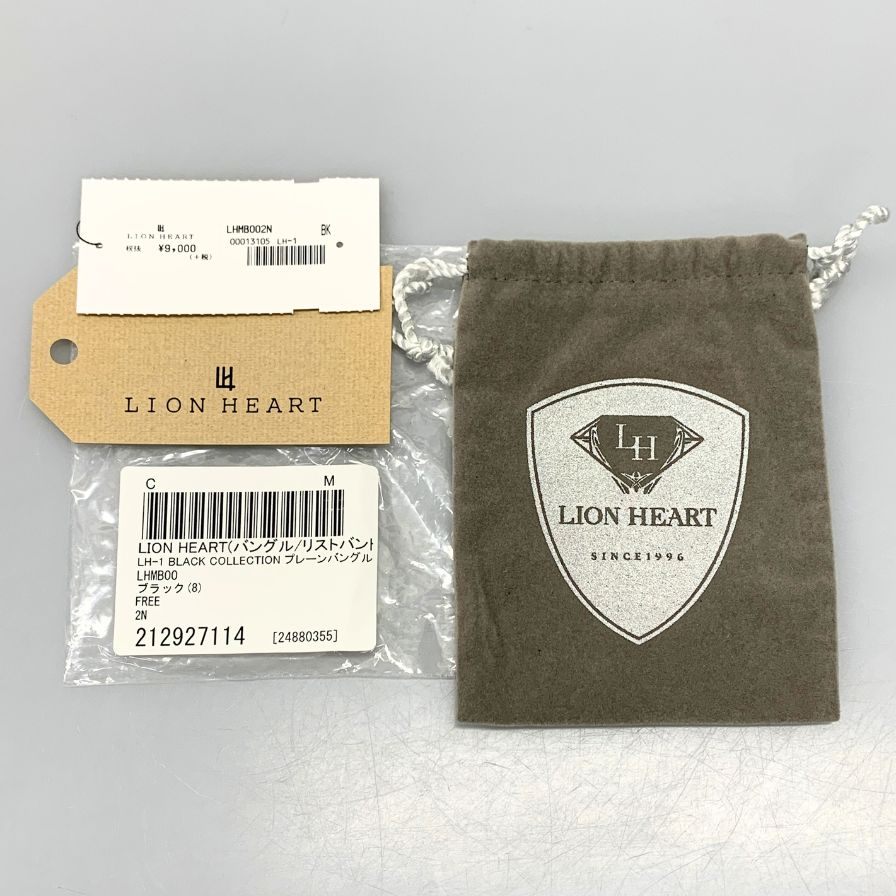 LH
LION HEART
税抜 ¥9,000
(+税)
LHMB002N BK
00013105 LH-1
LH
LION HEART
C M
LION HEART(バングル/リストバント
LH-1 BLACK COLLECTION プレーンバングル
LHMB00
ブラック(8)
FREE
2N
212927114 [24880355]
LH
LION HEART
SINCE1996